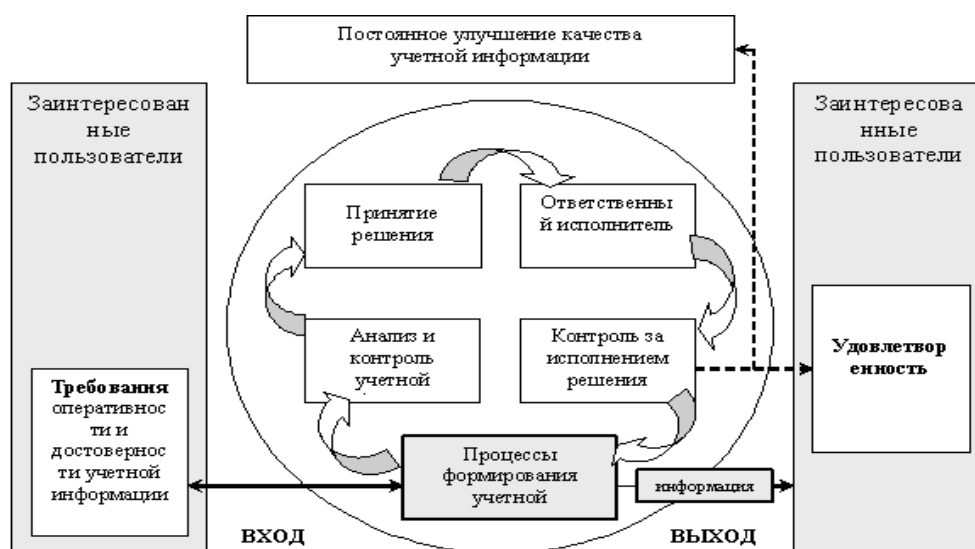 Постоянное улучшение качества
учетной информации
Заинтересован
ные
пользователи
Заинтересова
нные
пользователи
Принятие
решения
Ответственны
й исполнитель
Анализ и
контроль
учетной
Контроль за
исполнением
решения
Удовлетвор
енность
Требования
оперативнос
ти и
достовернос
ти учетной
информации
Процессы
формирования
учетной
информация
ВХОД
ВЫХОД